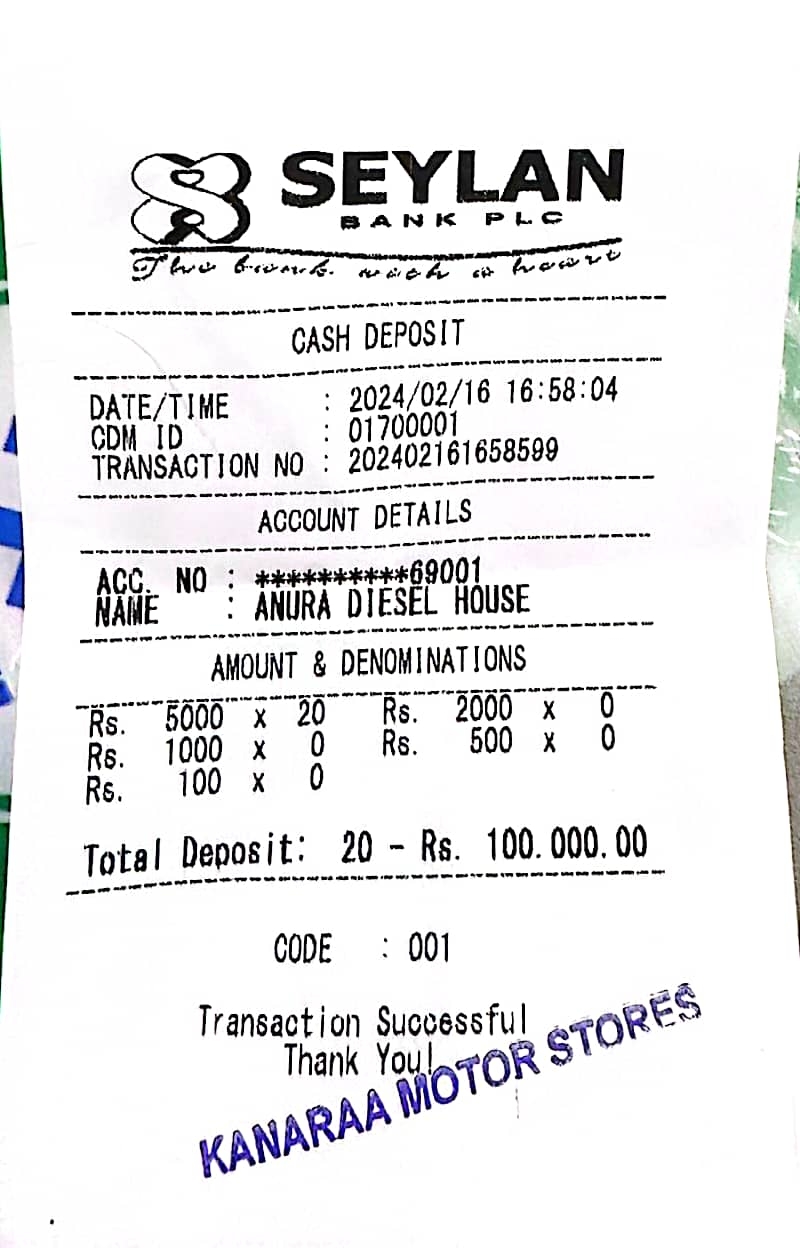 SEYLAN
BANK PLC
The bank with a heart
CASH DEPOSIT
DATE/TIME : 2024/02/16 16:58:04
CDM ID : 01700001
TRANSACTION NO : 202402161658599
ACCOUNT DETAILS
ACC. NO : **********69001
NAME : ANURA DIESEL HOUSE
AMOUNT & DENOMINATIONS
Rs. 5000 x 20 Rs. 2000 x 0
Rs. 1000 x 0 Rs. 500 x 0
Rs. 100 x 0
Total Deposit: 20 - Rs. 100.000.00
CODE : 001
Transaction Successful
Thank You!
KANARAA MOTOR STORES